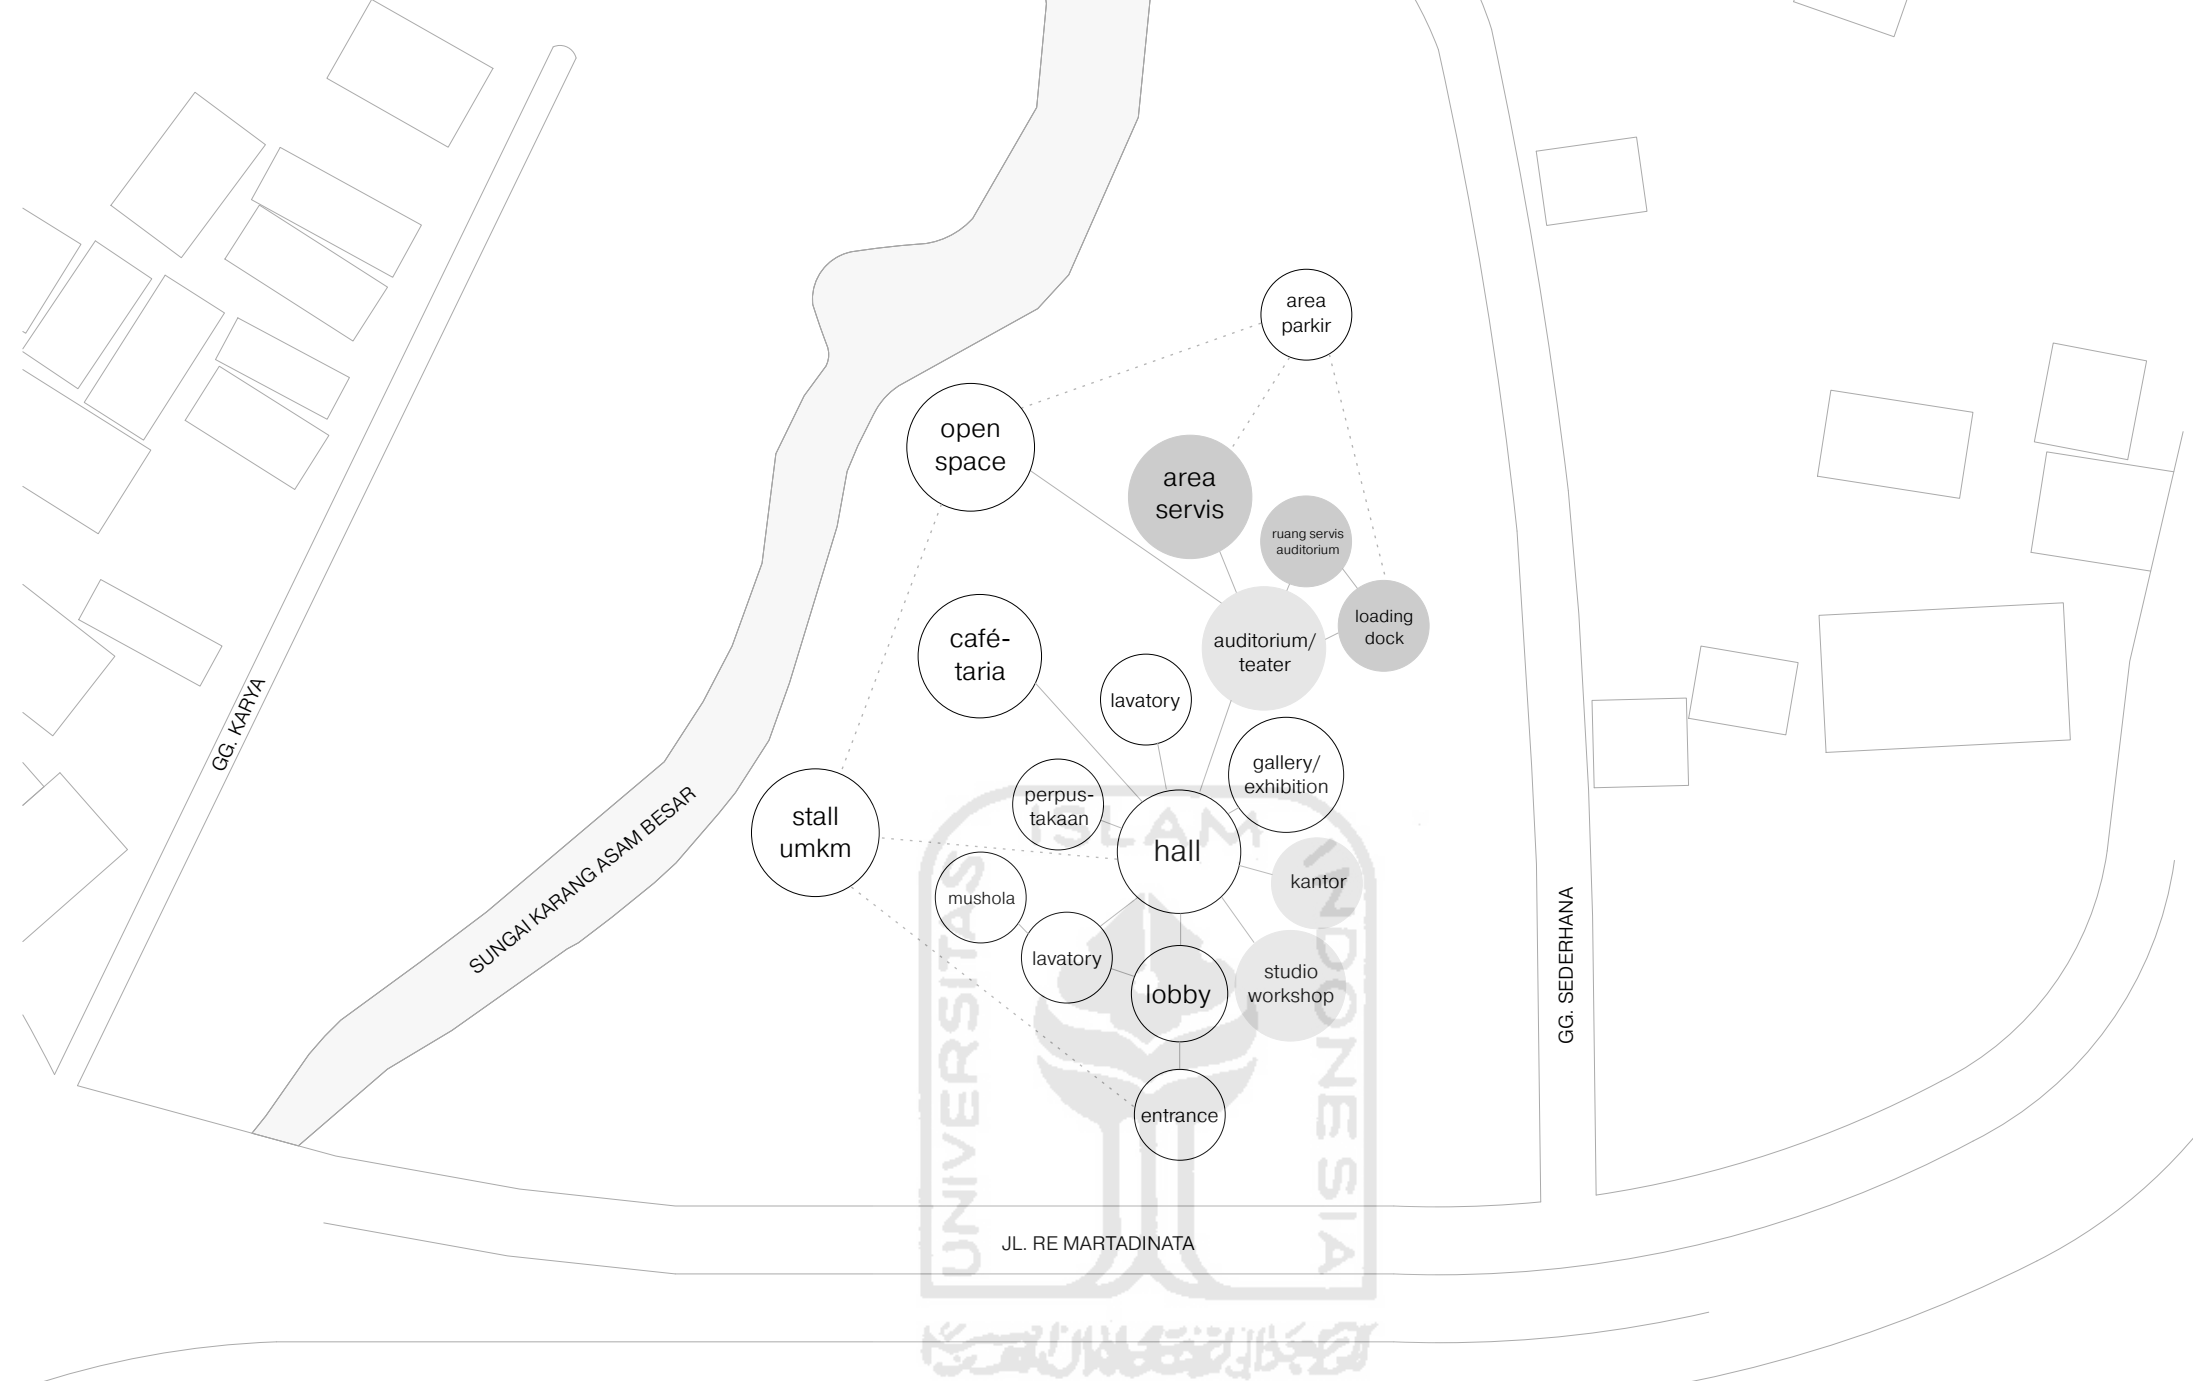 area
parkir
open
space
area
servis
ruang servis
auditorium
loading
dock
auditorium/
teater
café-
taria
lavatory
gallery/
exhibition
perpus-
takaan
stall
umkm
hall
kantor
mushola
lavatory
lobby
studio
workshop
entrance
GG. KARYA
SUNGAI KARANG ASAM BESAR
GG. SEDERHANA
JL. RE MARTADINATA
UNIVERSITAS
ISLAM
INDONESIA